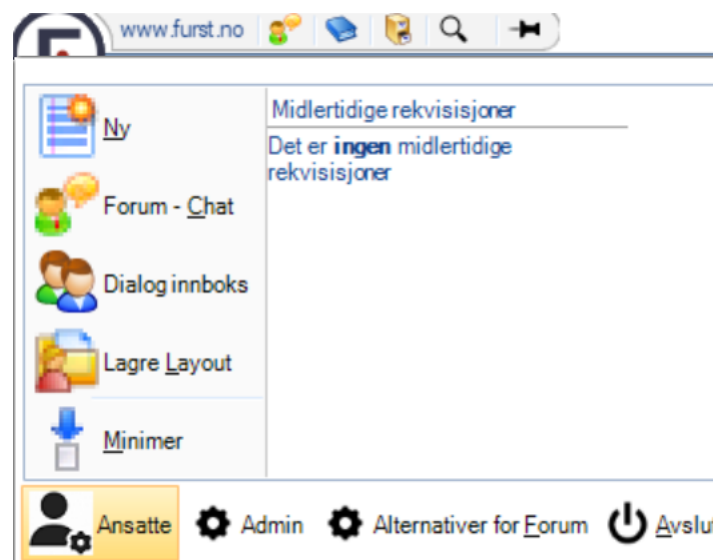 www.furst.no
Ny
Midlertidige rekvisisjoner
Det er ingen midlertidige
rekvisisjoner
Forum - Chat
Dialog innboks
Lagre Layout
Minimer
Ansatte Admin Alternativer for Forum